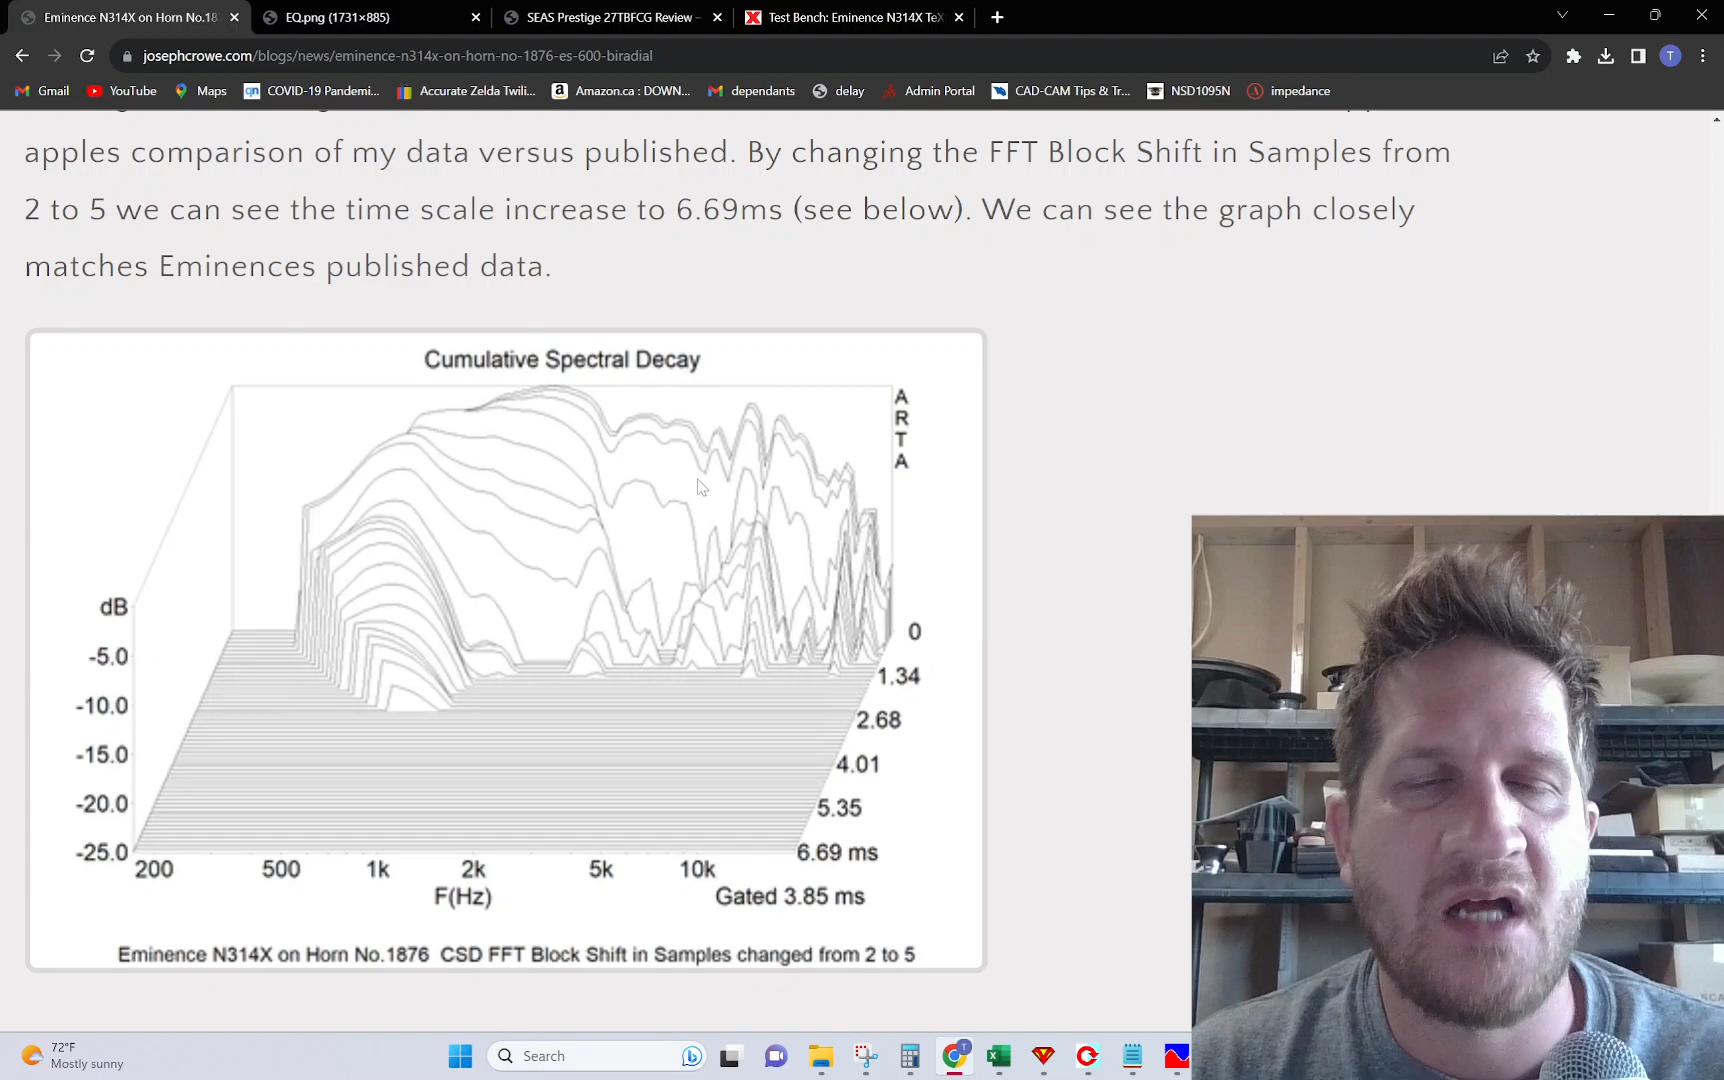 Eminence N314X on Horn No.18
EQ.png (1731×885)
SEAS Prestige 27TBFCG Review –
Test Bench: Eminence N314X TeX
josephcrowe.com/blogs/news/eminence-n314x-on-horn-no-1876-es-600-biradial
T
Gmail
YouTube
Maps
COVID-19 Pandemi...
Accurate Zelda Twili...
Amazon.ca : DOWN...
dependants
delay
Admin Portal
CAD-CAM Tips & Tr...
NSD1095N
impedance
apples comparison of my data versus published. By changing the FFT Block Shift in Samples from
2 to 5 we can see the time scale increase to 6.69ms (see below). We can see the graph closely
matches Eminences published data.
Cumulative Spectral Decay
A
R
T
A
dB
-5.0
-10.0
-15.0
-20.0
-25.0
0
1.34
2.68
4.01
5.35
6.69 ms
200
500
1k
2k
5k
10k
F(Hz)
Gated 3.85 ms
Eminence N314X on Horn No.1876 CSD FFT Block Shift in Samples changed from 2 to 5
72°F
Mostly sunny
Search